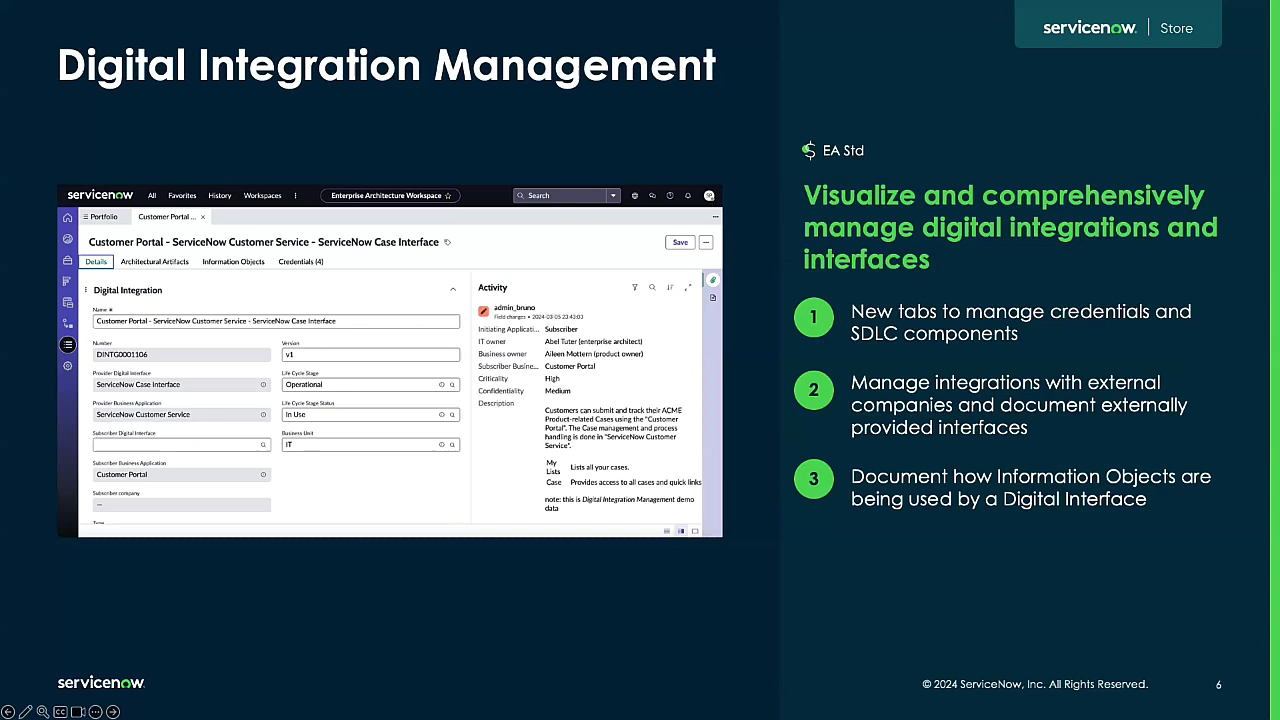 Digital Integration Management
servicenow | Store
servicenow
All Favorites History Workspaces
Enterprise Architecture Workspace
Search
Portfolio
Customer Portal ...
Customer Portal - ServiceNow Customer Service - ServiceNow Case Interface
Save
Details Architectural Artifacts Information Objects Credentials (4)
Digital Integration
Name
Customer Portal - ServiceNow Customer Service - ServiceNow Case Interface
Number
DINTG0001106
Version
v1
Provider Digital Interface
ServiceNow Case Interface
Life Cycle Stage
Operational
Provider Business Application
ServiceNow Customer Service
Life Cycle Stage Status
In Use
Subscriber Digital Interface
Business Unit
IT
Subscriber Business Application
Customer Portal
Subscriber company
--
Type
Activity
admin_bruno
Field changes • 2024-03-05 23:43:03
Initiating Applicati... Subscriber
IT owner Abel Tuter (enterprise architect)
Business owner Aileen Mottern (product owner)
Subscriber Busine... Customer Portal
Criticality High
Confidentiality Medium
Description
Customers can submit and track their ACME
Product-related Cases using the "Customer
Portal". The Case management and process
handling is done in "ServiceNow Customer
Service".
My
Lists
Lists all your cases.
Case Provides access to all cases and quick links
note: this is Digital Integration Management demo
data
EA Std
Visualize and comprehensively
manage digital integrations and
interfaces
1 New tabs to manage credentials and
SDLC components
2 Manage integrations with external
companies and document externally
provided interfaces
3 Document how Information Objects are
being used by a Digital Interface
servicenow.
© 2024 ServiceNow, Inc. All Rights Reserved.
6